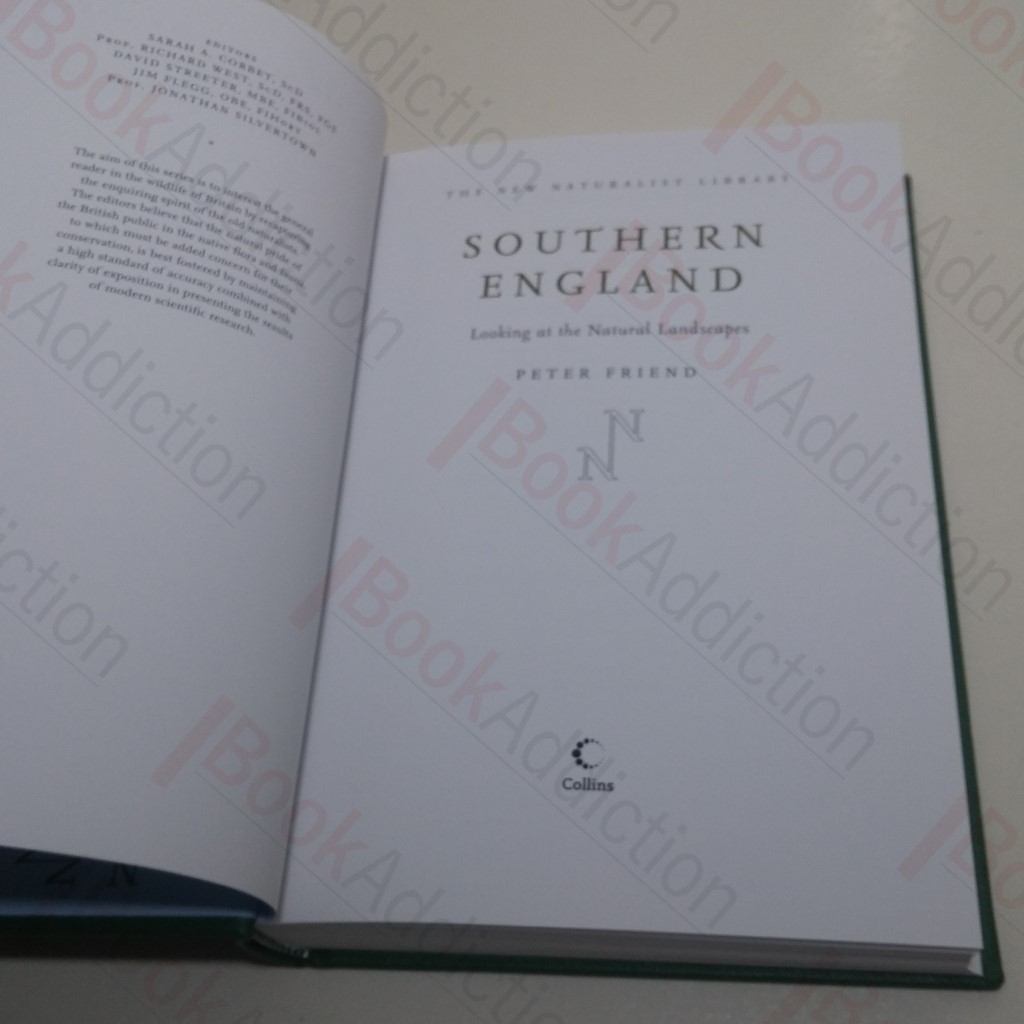 EDITORS
SARAH A. CORBET, ScD
Prof. RICHARD WEST, ScD, FRS, FGS
DAVID STREETER, MBE, FIBiol
JIM FLEGG, OBE, FIHort
Prof. JONATHAN SILVERTOWN
*
The aim of this series is to interest the general
reader in the wildlife of Britain by recapturing
the enquiring spirit of the old naturalists.
The editors believe that the natural pride of
the British public in the native flora and fauna,
to which must be added concern for their
conservation, is best fostered by maintaining
a high standard of accuracy combined with
clarity of exposition in presenting the results
of modern scientific research.
THE NEW NATURALIST LIBRARY
SOUTHERN
ENGLAND
Looking at the Natural Landscapes
PETER FRIEND
N
N
Collins
N
BookAddiction
BookAddiction
BookAddiction
BookAddiction
BookAddiction
BookAddiction